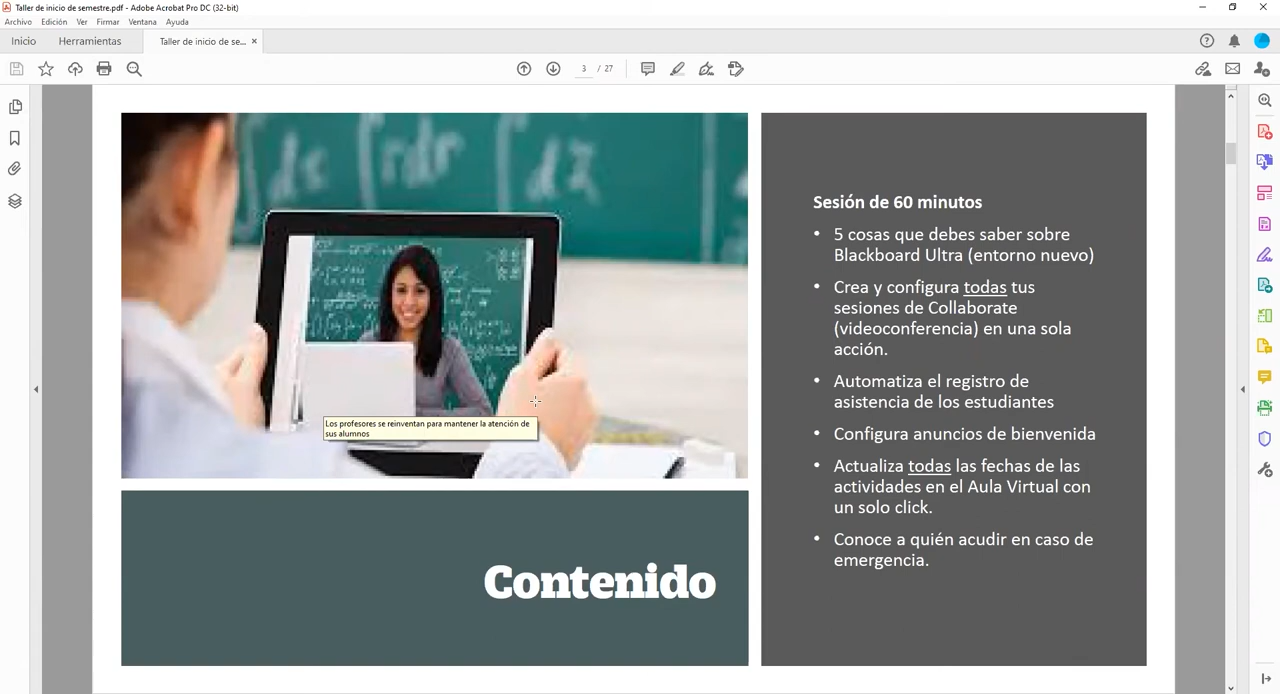 Taller de inicio de semestre.pdf - Adobe Acrobat Pro DC (32-bit)
Archivo Edición Ver Firmar Ventana Ayuda
Inicio Herramientas Taller de inicio de se... ×
3 / 27
∫ds ∫rdr ∫dz
Los profesores se reinventan para mantener la atención de
sus alumnos
Contenido
Sesión de 60 minutos
• 5 cosas que debes saber sobre
Blackboard Ultra (entorno nuevo)
• Crea y configura todas tus
sesiones de Collaborate
(videoconferencia) en una sola
acción.
• Automatiza el registro de
asistencia de los estudiantes
• Configura anuncios de bienvenida
• Actualiza todas las fechas de las
actividades en el Aula Virtual con
un solo click.
• Conoce a quién acudir en caso de
emergencia.